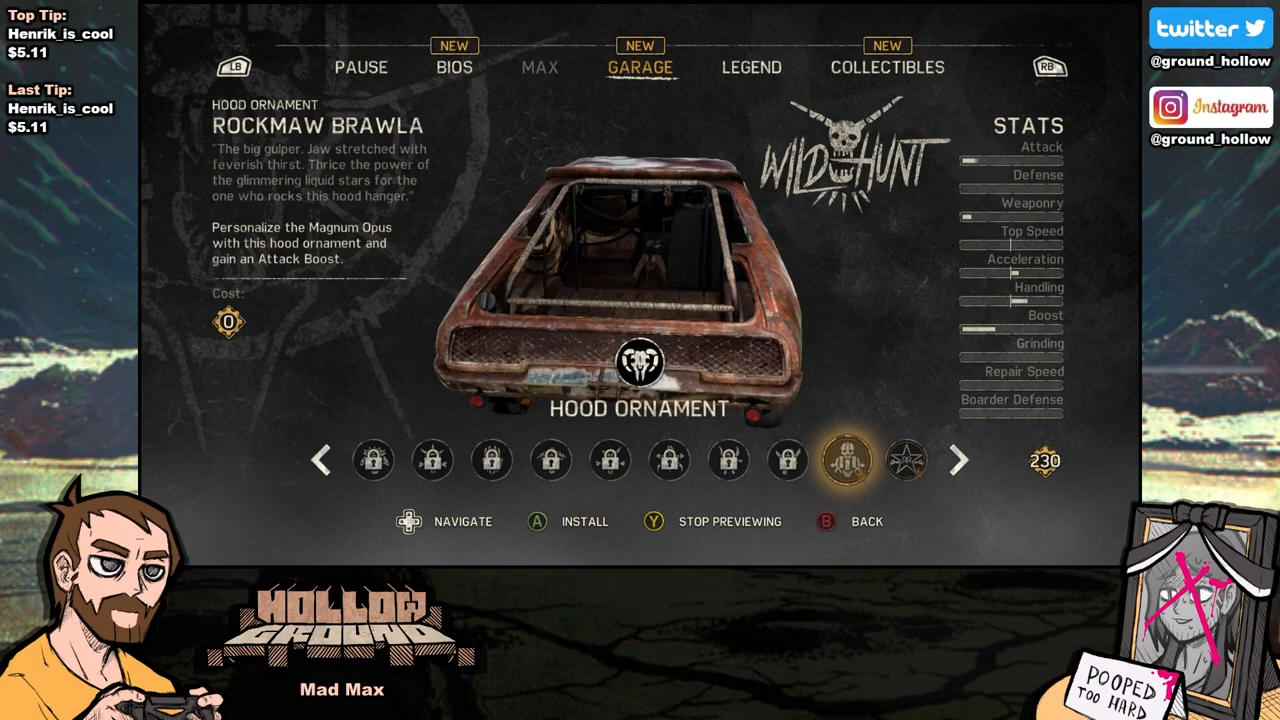 Top Tip:
Henrik_is_cool
$5.11
Last Tip:
Henrik_is_cool
$5.11
NEW
NEW
NEW
LB
PAUSE
BIOS
MAX
GARAGE
LEGEND
COLLECTIBLES
RB
HOOD ORNAMENT
ROCKMAW BRAWLA
"The big gulper. Jaw stretched with
feverish thirst. Thrice the power of
the glimmering liquid stars for the
one who rocks this hood hanger."
Personalize the Magnum Opus
with this hood ornament and
gain an Attack Boost.
Cost:
0
WILD HUNT
STATS
Attack
Defense
Weaponry
Top Speed
Acceleration
Handling
Boost
Grinding
Repair Speed
Boarder Defense
HOOD ORNAMENT
230
NAVIGATE
A INSTALL
Y STOP PREVIEWING
B BACK
twitter
@ground_hollow
Instagram
@ground_hollow
HOLLOW
GROUND
Mad Max
POOPED
TOO HARD